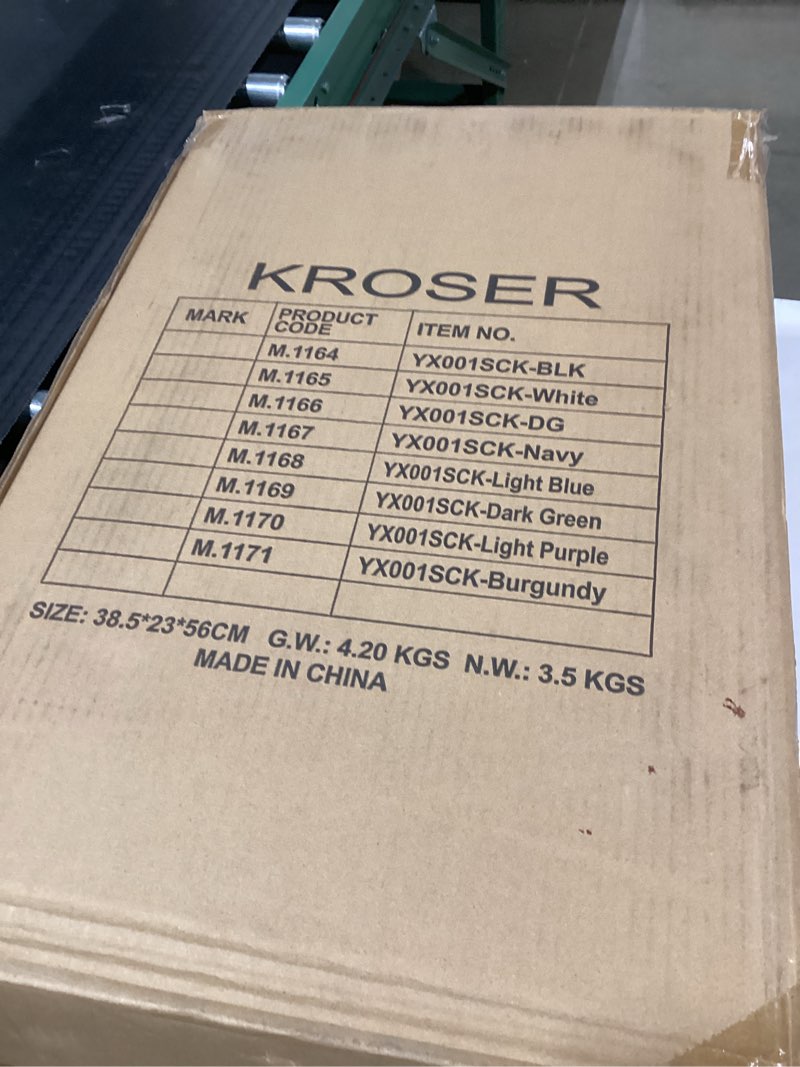 KROSER
MARK PRODUCT CODE ITEM NO.
M.1164 YX001SCK-BLK
M.1165 YX001SCK-White
M.1166 YX001SCK-DG
M.1167 YX001SCK-Navy
M.1168 YX001SCK-Light Blue
M.1169 YX001SCK-Dark Green
M.1170 YX001SCK-Light Purple
M.1171 YX001SCK-Burgundy
SIZE: 38.5*23*56CM G.W.: 4.20 KGS N.W.: 3.5 KGS
MADE IN CHINA